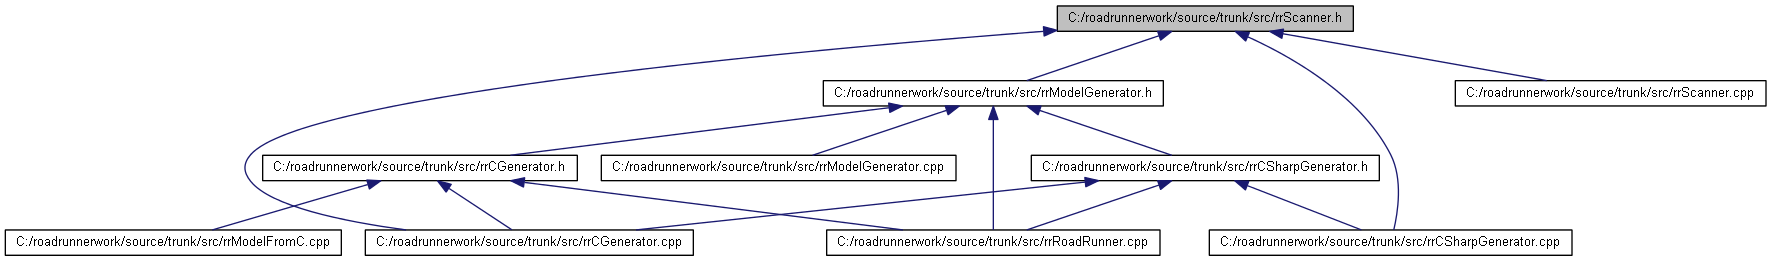 C:/roadrunnerwork/source/trunk/src/rrScanner.h
C:/roadrunnerwork/source/trunk/src/rrModelGenerator.h
C:/roadrunnerwork/source/trunk/src/rrScanner.cpp
C:/roadrunnerwork/source/trunk/src/rrCGenerator.h
C:/roadrunnerwork/source/trunk/src/rrModelGenerator.cpp
C:/roadrunnerwork/source/trunk/src/rrCSharpGenerator.h
C:/roadrunnerwork/source/trunk/src/rrModelFromC.cpp
C:/roadrunnerwork/source/trunk/src/rrCGenerator.cpp
C:/roadrunnerwork/source/trunk/src/rrRoadRunner.cpp
C:/roadrunnerwork/source/trunk/src/rrCSharpGenerator.cpp